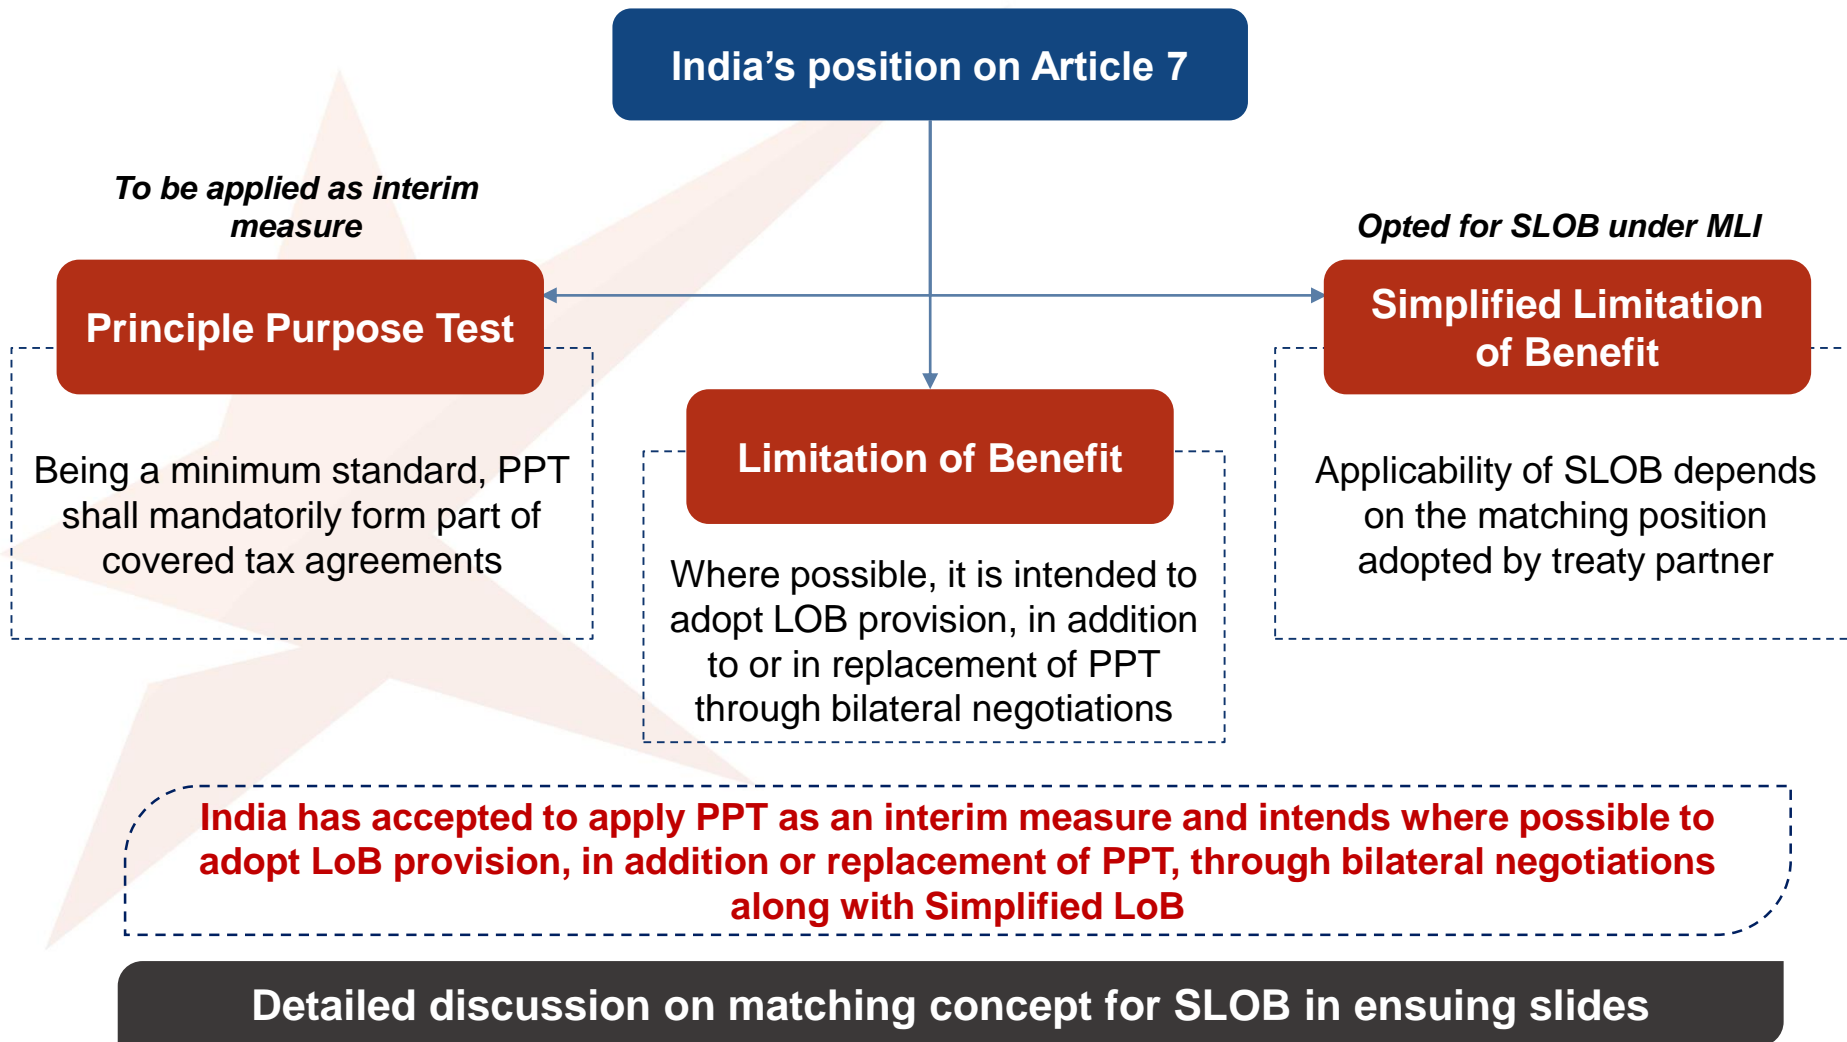 India’s position on Article 7
To be applied as interim
measure
Principle Purpose Test
Being a minimum standard, PPT
shall mandatorily form part of
covered tax agreements
Limitation of Benefit
Where possible, it is intended to
adopt LOB provision, in addition
to or in replacement of PPT
through bilateral negotiations
Opted for SLOB under MLI
Simplified Limitation
of Benefit
Applicability of SLOB depends
on the matching position
adopted by treaty partner
India has accepted to apply PPT as an interim measure and intends where possible to
adopt LoB provision, in addition or replacement of PPT, through bilateral negotiations
along with Simplified LoB
Detailed discussion on matching concept for SLOB in ensuing slides